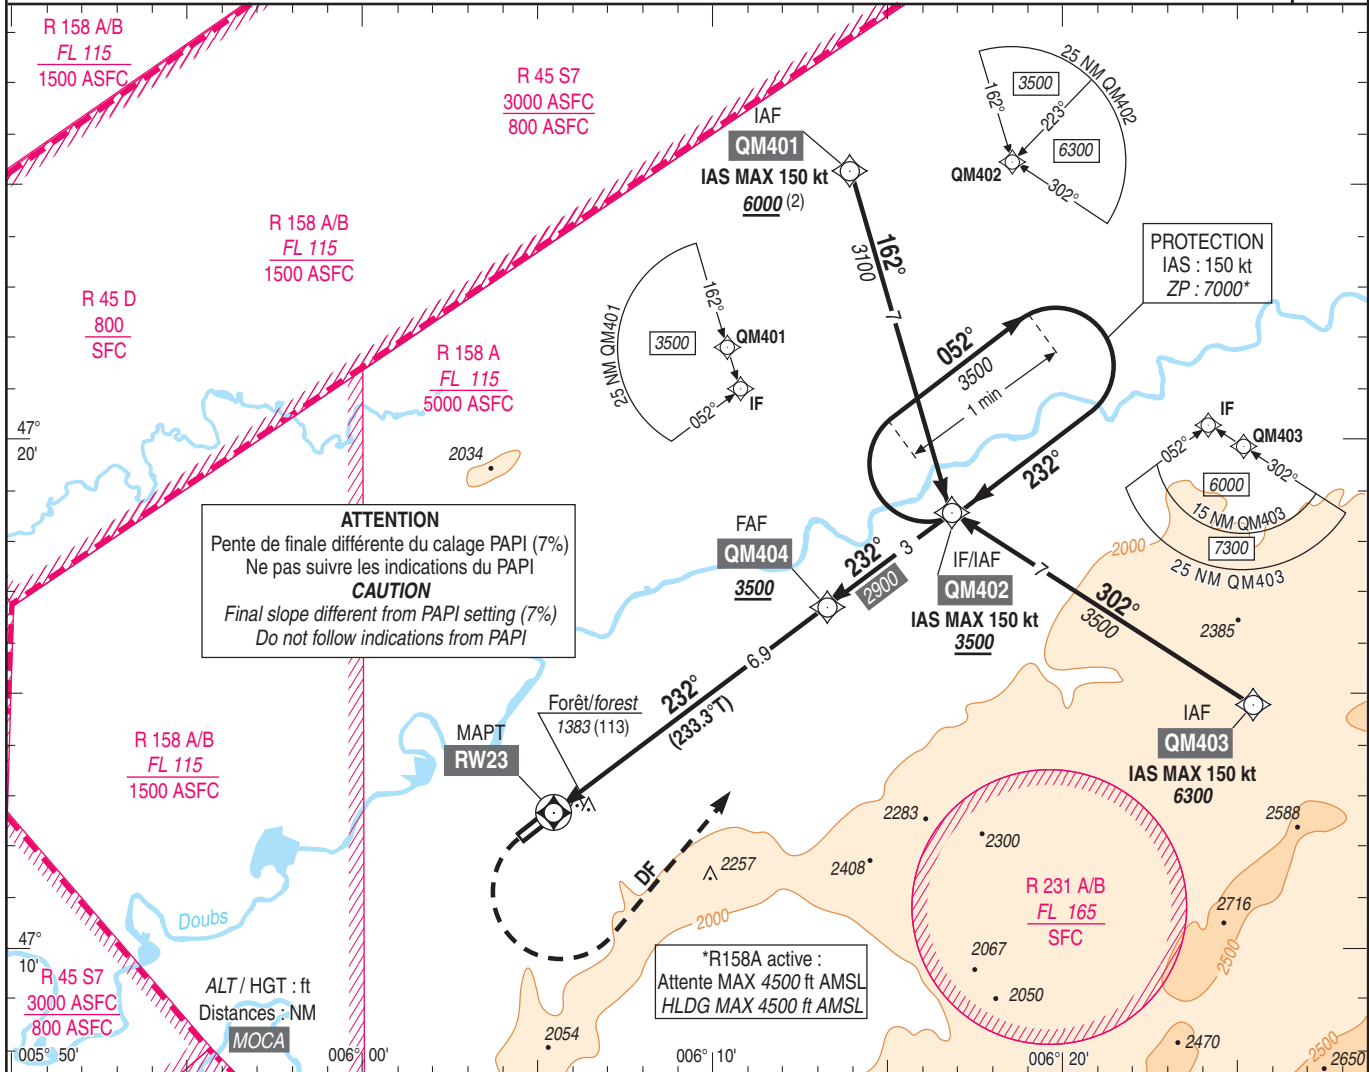 R 158 A/B
FL 115
1500 ASFC
R 45 S7
3000 ASFC
800 ASFC
IAF
QM401
IAS MAX 150 kt
6000 (2)
25 NM QM402
3500
162°
223°
6300
QM402
302°
R 158 A/B
FL 115
1500 ASFC
162°
3100
7
PROTECTION
IAS : 150 kt
ZP : 7000*
R 45 D
800
SFC
25 NM QM401
162°
3500
QM401
IF
052°
R 158 A
FL 115
5000 ASFC
052°
3500
1 min
232°
IF
QM403
052°
302°
6000
15 NM QM403
7300
25 NM QM403
47°
20'
2034
ATTENTION
Pente de finale différente du calage PAPI (7%)
Ne pas suivre les indications du PAPI
CAUTION
Final slope different from PAPI setting (7%)
Do not follow indications from PAPI
FAF
QM404
3500
232°
3
2900
IF/IAF
QM402
IAS MAX 150 kt
3500
2000
7
302°
3500
2385
6.9
232°
(233.3°T)
Forêt/forest
1383 (113)
MAPT
RW23
IAF
QM403
IAS MAX 150 kt
6300
R 158 A/B
FL 115
1500 ASFC
2283
2300
2588
2408
2257
DF
R 231 A/B
FL 165
SFC
2716
2000
Doubs
2067
2500
2050
*R158A active :
Attente MAX 4500 ft AMSL
HLDG MAX 4500 ft AMSL
47°
10'
R 45 S7
3000 ASFC
800 ASFC
ALT / HGT : ft
Distances : NM
MOCA
2054
2470
2500
2650
005° 50'
006° 00'
006° 10'
006° 20'